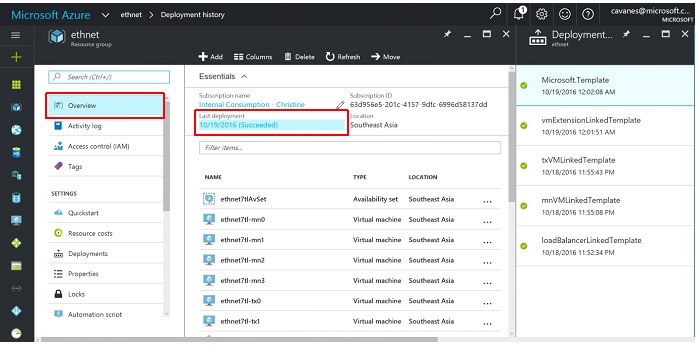 Microsoft Azure
ethnet
Deployment history
1
cavanes@microsoft.c...
MICROSOFT
ethnet
Resource group
Search (Ctrl+/)
Overview
Activity log
Access control (IAM)
Tags
SETTINGS
Quickstart
Resource costs
Deployments
Properties
Locks
Automation script
Add
Columns
Delete
Refresh
Move
Essentials
Subscription name
Internal Consumption - Christine
Subscription ID
63d956e5-201c-4157-9dfc-6996d58137dd
Last deployment
10/19/2016 (Succeeded)
Location
Southeast Asia
Filter items...
NAME TYPE LOCATION
ethnet7tlAvSet Availability set Southeast Asia ...
ethnet7tl-mn0 Virtual machine Southeast Asia ...
ethnet7tl-mn1 Virtual machine Southeast Asia ...
ethnet7tl-mn2 Virtual machine Southeast Asia ...
ethnet7tl-mn3 Virtual machine Southeast Asia ...
ethnet7tl-tx0 Virtual machine Southeast Asia ...
ethnet7tl-tx1 Virtual machine Southeast Asia ...
Deployment...
ethnet
Microsoft.Template
10/19/2016 12:02:08 AM
vmExtensionLinkedTemplate
10/19/2016 12:01:51 AM
txVMLinkedTemplate
10/18/2016 11:55:43 PM
mnVMLinkedTemplate
10/18/2016 11:55:08 PM
loadBalancerLinkedTemplate
10/18/2016 11:52:34 PM